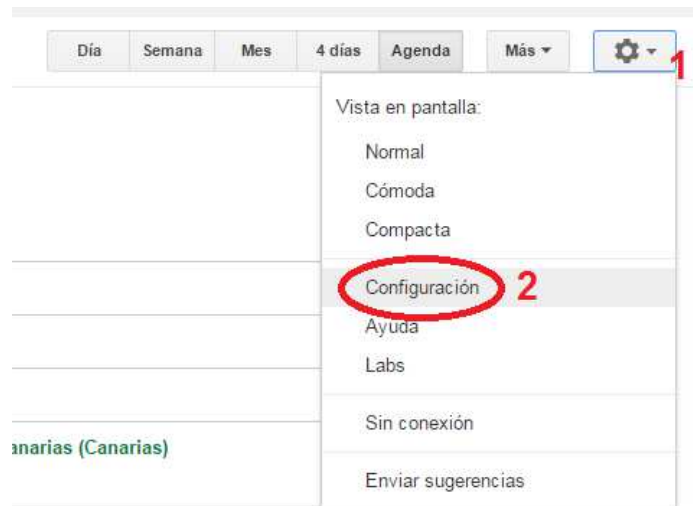 Día Semana Mes 4 días Agenda Más 1
Vista en pantalla:
Normal
Cómoda
Compacta
Configuración 2
Ayuda
Labs
Sin conexión
anarias (Canarias)
Enviar sugerencias